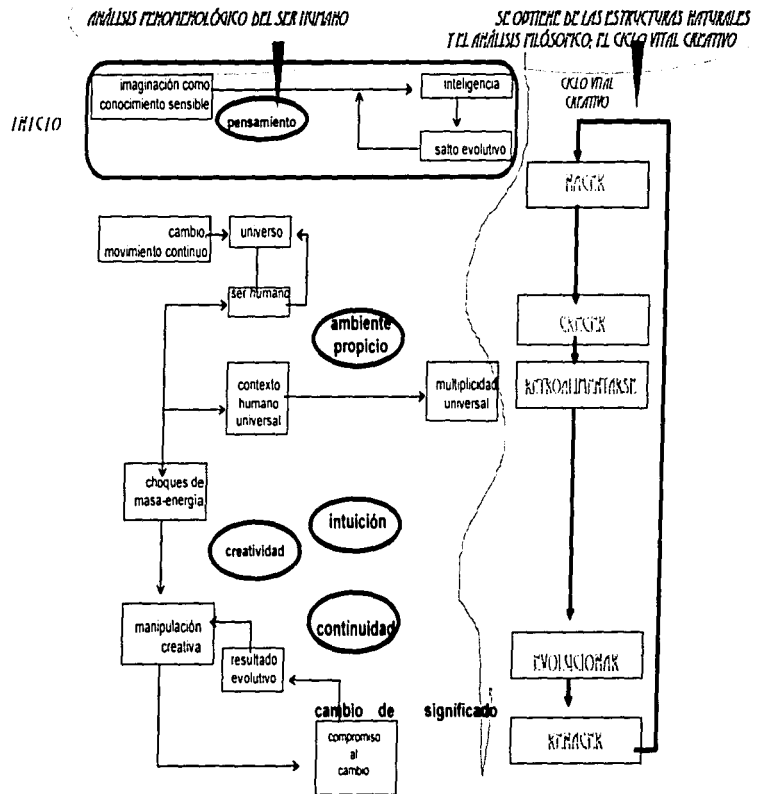 ANÁLISIS FENOMENOLÓGICO DEL SER HUMANO
SE OBTIENE DE LAS ESTRUCTURAS NATURALES
Y EL ANÁLISIS FILOSÓFICO, EL CICLO VITAL CREATIVO
INICIO
imaginación como
conocimiento sensible
pensamiento
inteligencia
salto evolutivo
CICLO VITAL
CREATIVO
NACER
cambio
movimiento continuo
universo
ser humano
ambiente
propicio
CRECER
contexto
humano
universal
multiplicidad
universal
RETROALIMENTARSE
choques de
masa-energía
intuición
creatividad
continuidad
manipulación
creativa
resultado
evolutivo
EVOLUCIONAR
cambio de significado
compromiso
al
cambio
RENACER